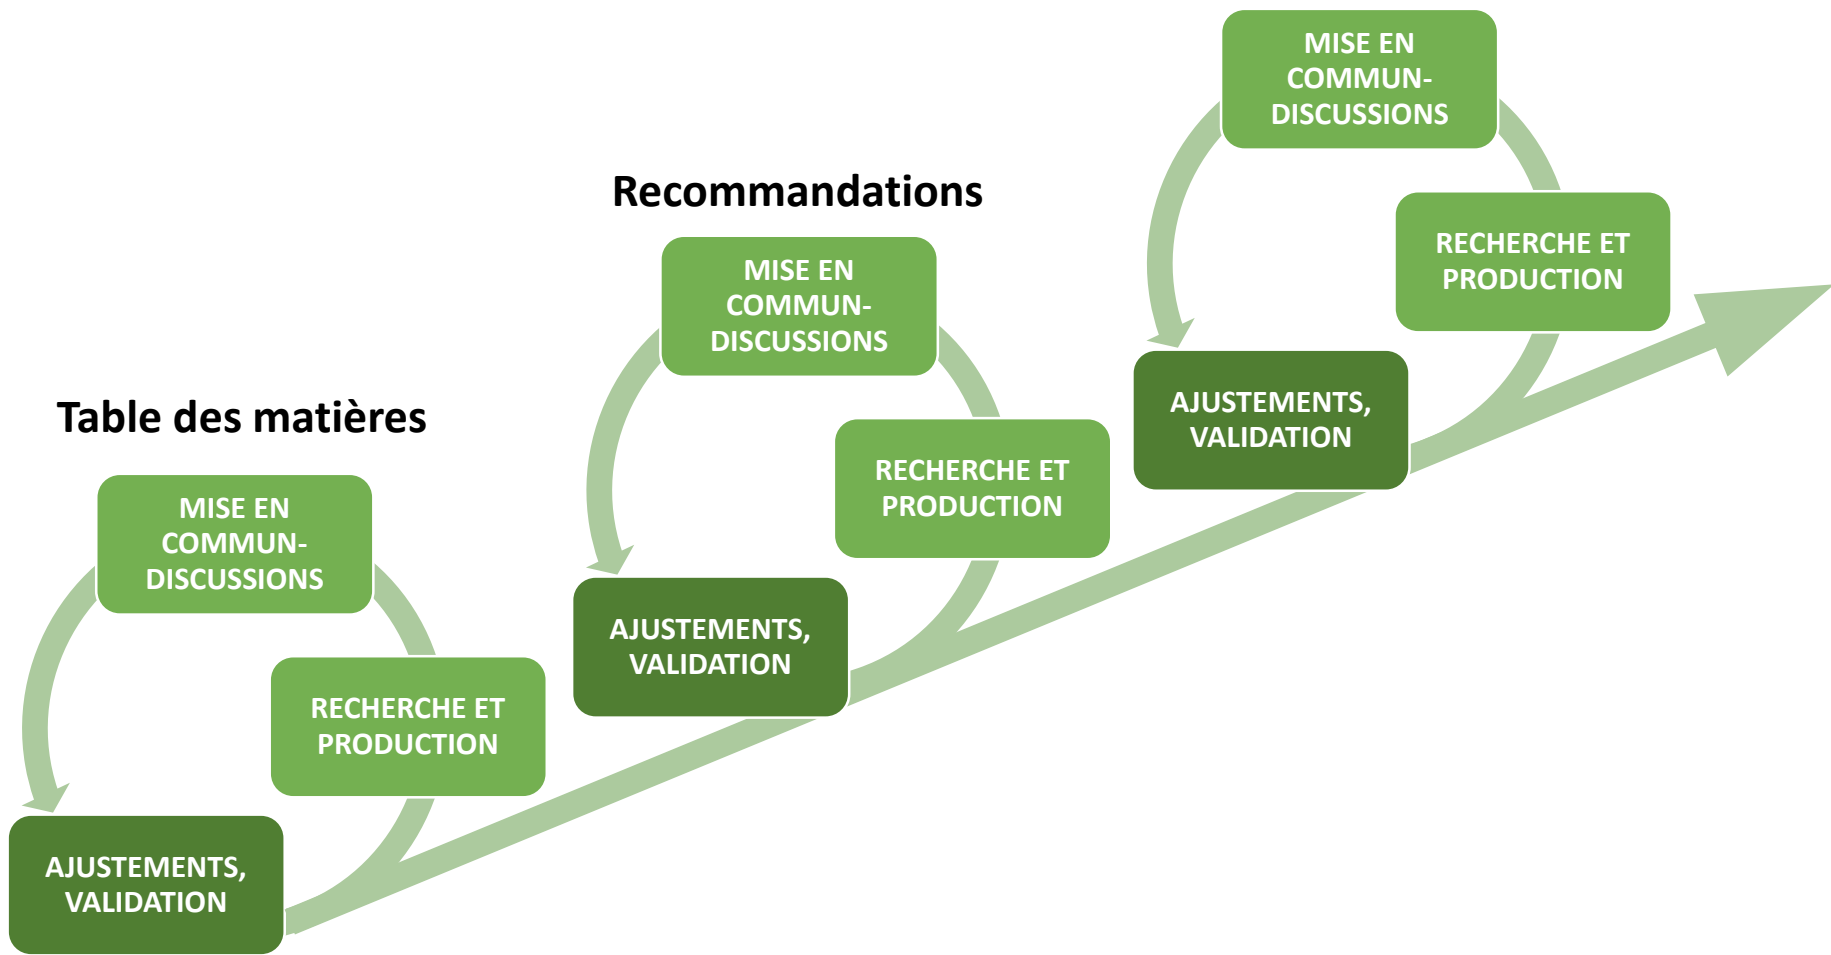 Table des matières
MISE EN
COMMUN-
DISCUSSIONS
RECHERCHE ET
PRODUCTION
AJUSTEMENTS,
VALIDATION
Recommandations
MISE EN
COMMUN-
DISCUSSIONS
RECHERCHE ET
PRODUCTION
AJUSTEMENTS,
VALIDATION
MISE EN
COMMUN-
DISCUSSIONS
RECHERCHE ET
PRODUCTION
AJUSTEMENTS,
VALIDATION